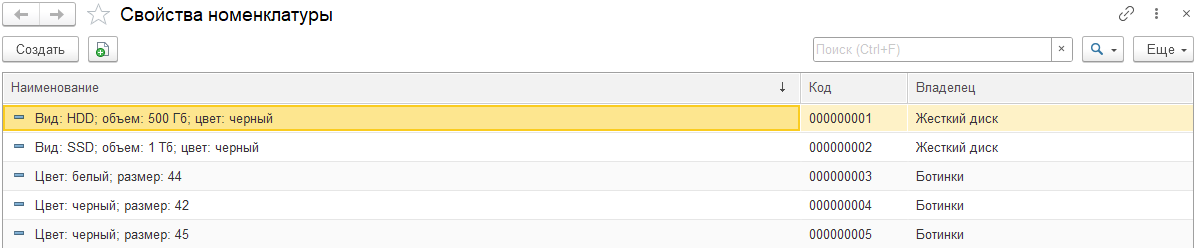 Свойства номенклатуры
Создать Поиск (Ctrl+F) × Еще
Наименование ↓ Код Владелец
Вид: HDD; объем: 500 Гб; цвет: черный 000000001 Жесткий диск
Вид: SSD; объем: 1 Тб; цвет: черный 000000002 Жесткий диск
Цвет: белый; размер: 44 000000003 Ботинки
Цвет: черный; размер: 42 000000004 Ботинки
Цвет: черный; размер: 45 000000005 Ботинки